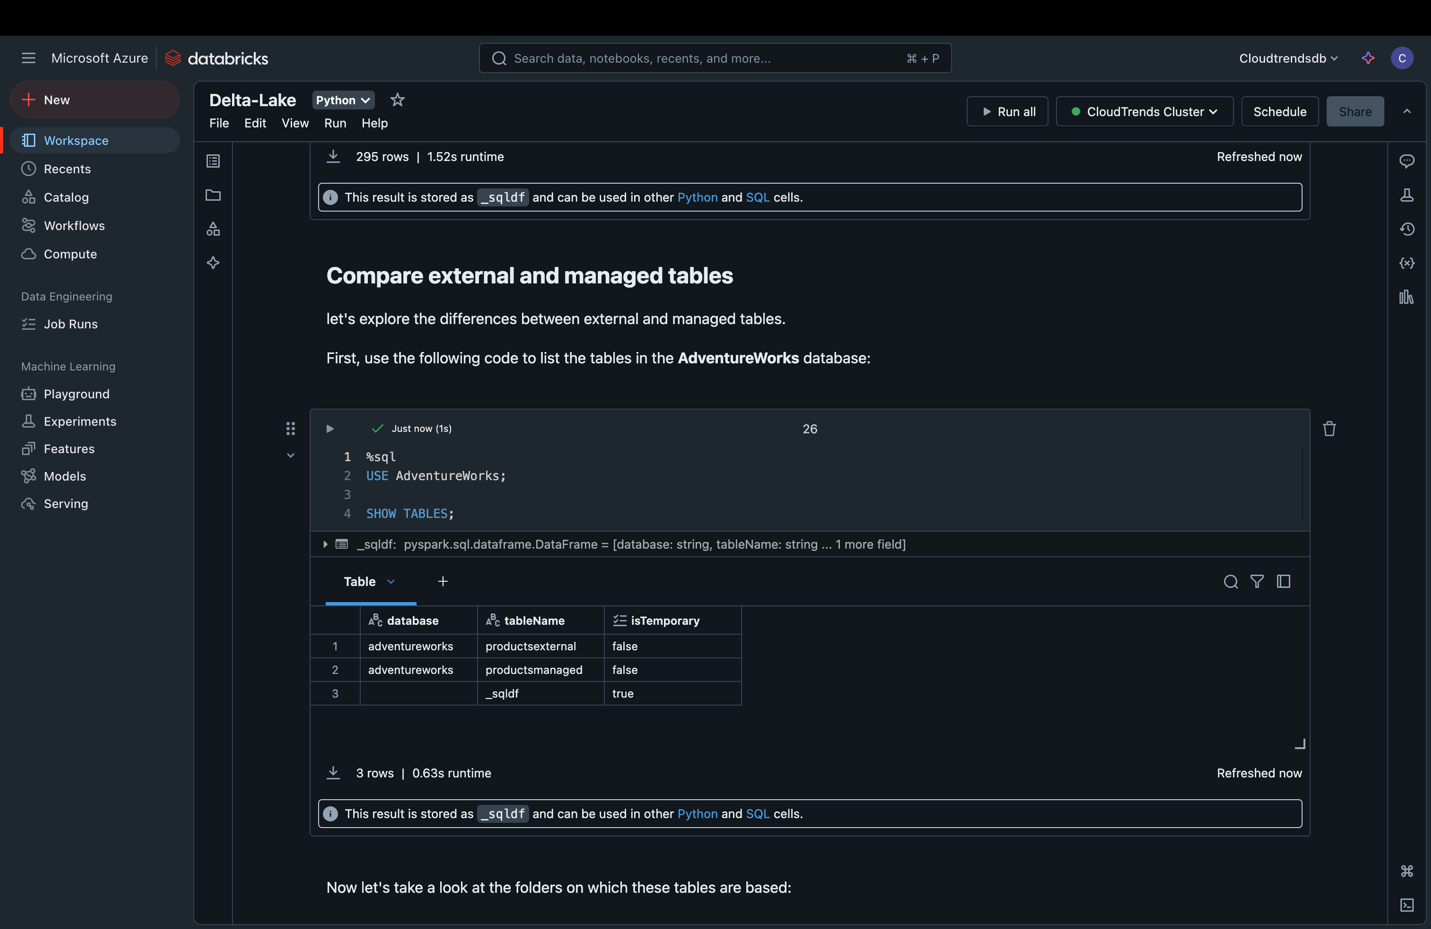 Microsoft Azure
databricks
Search data, notebooks, recents, and more...
⌘ + P
Cloudtrendsdb
C
New
Workspace
Recents
Catalog
Workflows
Compute
Data Engineering
Job Runs
Machine Learning
Playground
Experiments
Features
Models
Serving
Delta-Lake
Python
File Edit View Run Help
Run all
CloudTrends Cluster
Schedule
Share
295 rows | 1.52s runtime
Refreshed now
This result is stored as _sqldf and can be used in other Python and SQL cells.
Compare external and managed tables
let's explore the differences between external and managed tables.
First, use the following code to list the tables in the AdventureWorks database:
Just now (1s)
26
1 %sql
2 USE AdventureWorks;
3
4 SHOW TABLES;
_sqldf: pyspark.sql.dataframe.DataFrame = [database: string, tableName: string ... 1 more field]
Table
+
database tableName isTemporary
1 adventureworks productsexternal false
2 adventureworks productsmanaged false
3 _sqldf true
3 rows | 0.63s runtime
Refreshed now
This result is stored as _sqldf and can be used in other Python and SQL cells.
Now let's take a look at the folders on which these tables are based: